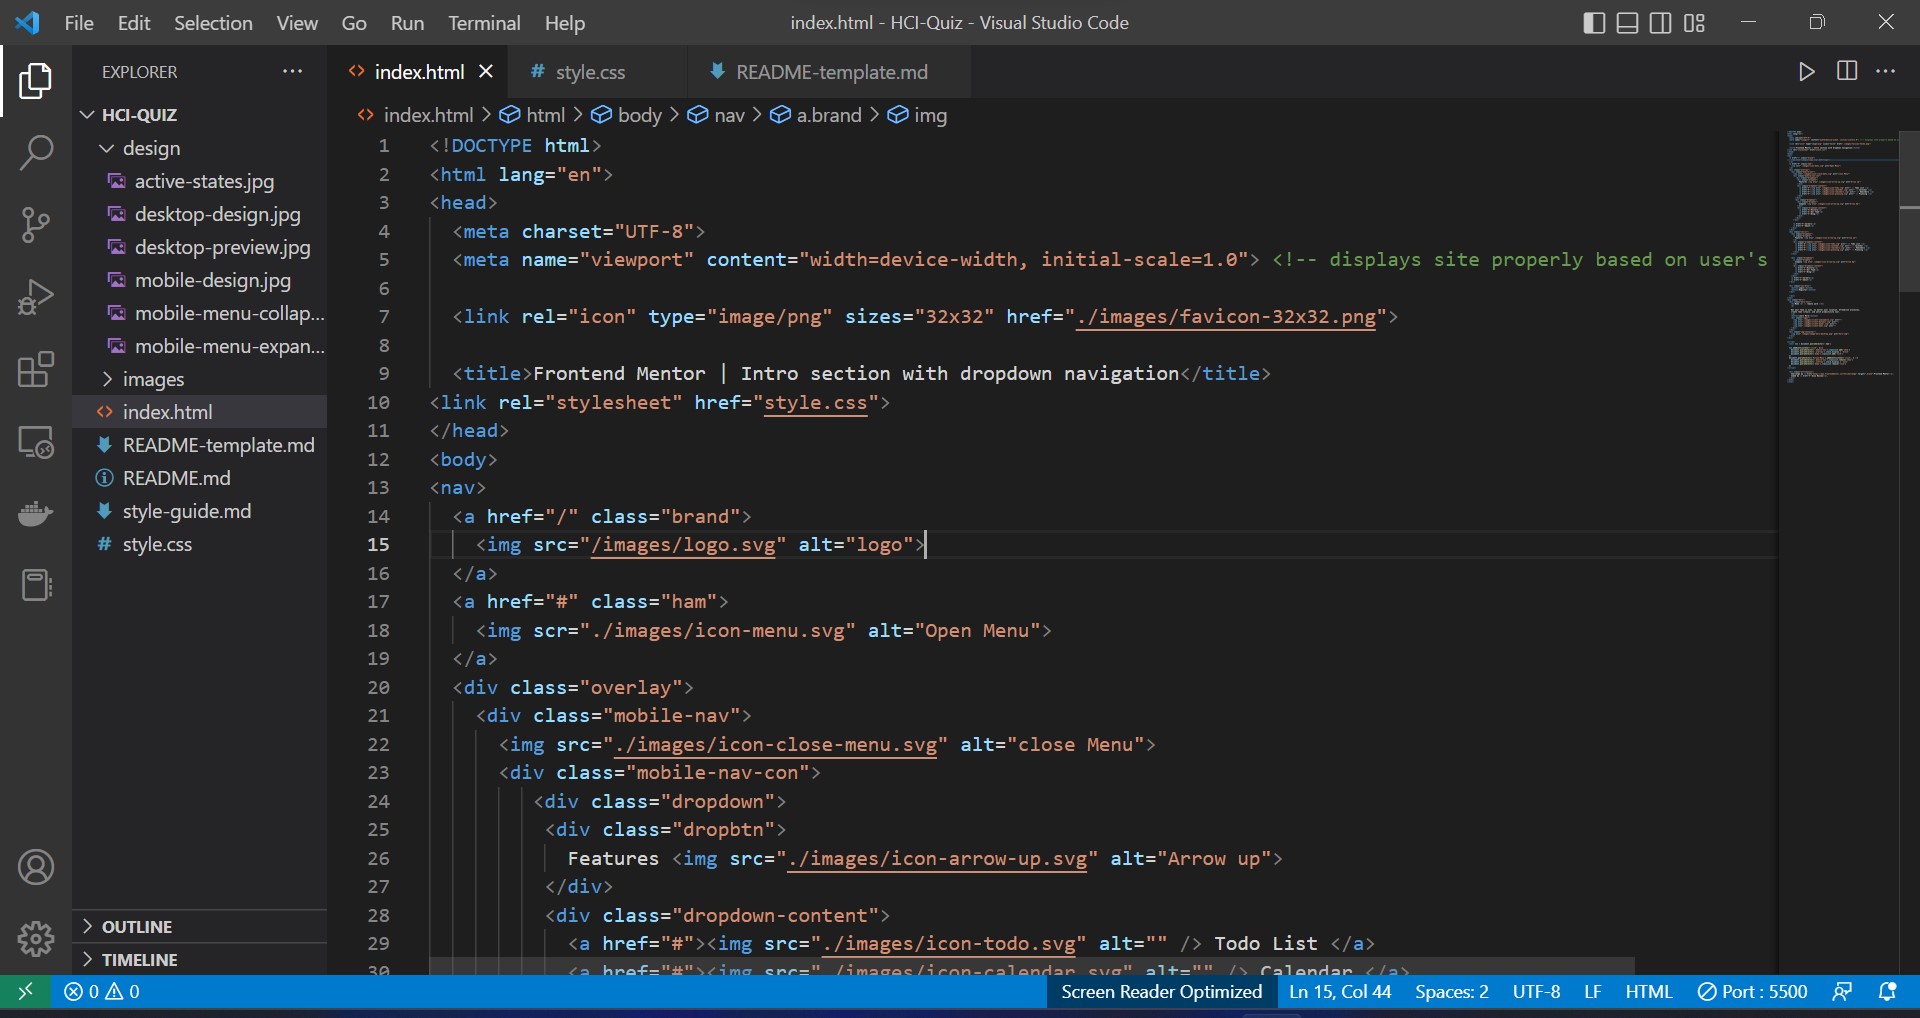 File Edit Selection View Go Run Terminal Help
index.html - HCI-Quiz - Visual Studio Code
EXPLORER
HCI-QUIZ
design
active-states.jpg
desktop-design.jpg
desktop-preview.jpg
mobile-design.jpg
mobile-menu-collap...
mobile-menu-expan...
images
index.html
README-template.md
README.md
style-guide.md
style.css
OUTLINE
TIMELINE
index.html style.css README-template.md
index.html > html > body > nav > a.brand > img
1 <!DOCTYPE html>
2 <html lang="en">
3 <head>
4 <meta charset="UTF-8">
5 <meta name="viewport" content="width=device-width, initial-scale=1.0"> <!-- displays site properly based on user's
6
7 <link rel="icon" type="image/png" sizes="32x32" href="./images/favicon-32x32.png">
8
9 <title>Frontend Mentor | Intro section with dropdown navigation</title>
10 <link rel="stylesheet" href="style.css">
11 </head>
12 <body>
13 <nav>
14 <a href="/" class="brand">
15 <img src="/images/logo.svg" alt="logo">
16 </a>
17 <a href="#" class="ham">
18 <img scr="./images/icon-menu.svg" alt="Open Menu">
19 </a>
20 <div class="overlay">
21 <div class="mobile-nav">
22 <img src="./images/icon-close-menu.svg" alt="close Menu">
23 <div class="mobile-nav-con">
24 <div class="dropdown">
25 <div class="dropbtn">
26 Features <img src="./images/icon-arrow-up.svg" alt="Arrow up">
27 </div>
28 <div class="dropdown-content">
29 <a href="#"><img src="./images/icon-todo.svg" alt="" /> Todo List </a>
30 <a href="#"><img src="./images/icon-calendar.svg" alt="" /> Calendar </a>
0 0 Screen Reader Optimized Ln 15, Col 44 Spaces: 2 UTF-8 LF HTML Port : 5500